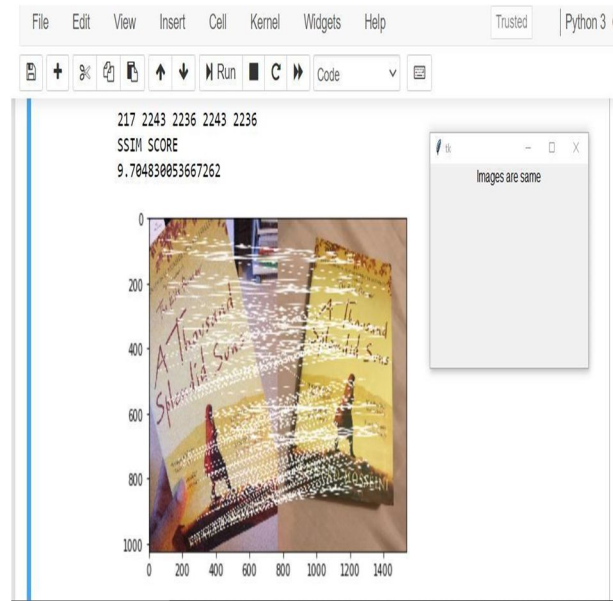 File Edit View Insert Cell Kernel Widgets Help Trusted Python 3
Run Code
217 2243 2236 2243 2236
SSIM SCORE
9.704830053667262
tk
Images are same
0
200
400
600
800
1000
0 200 400 600 800 1000 1200 1400
A Thousand
Splendid Suns
A Thousand
Splendid Suns